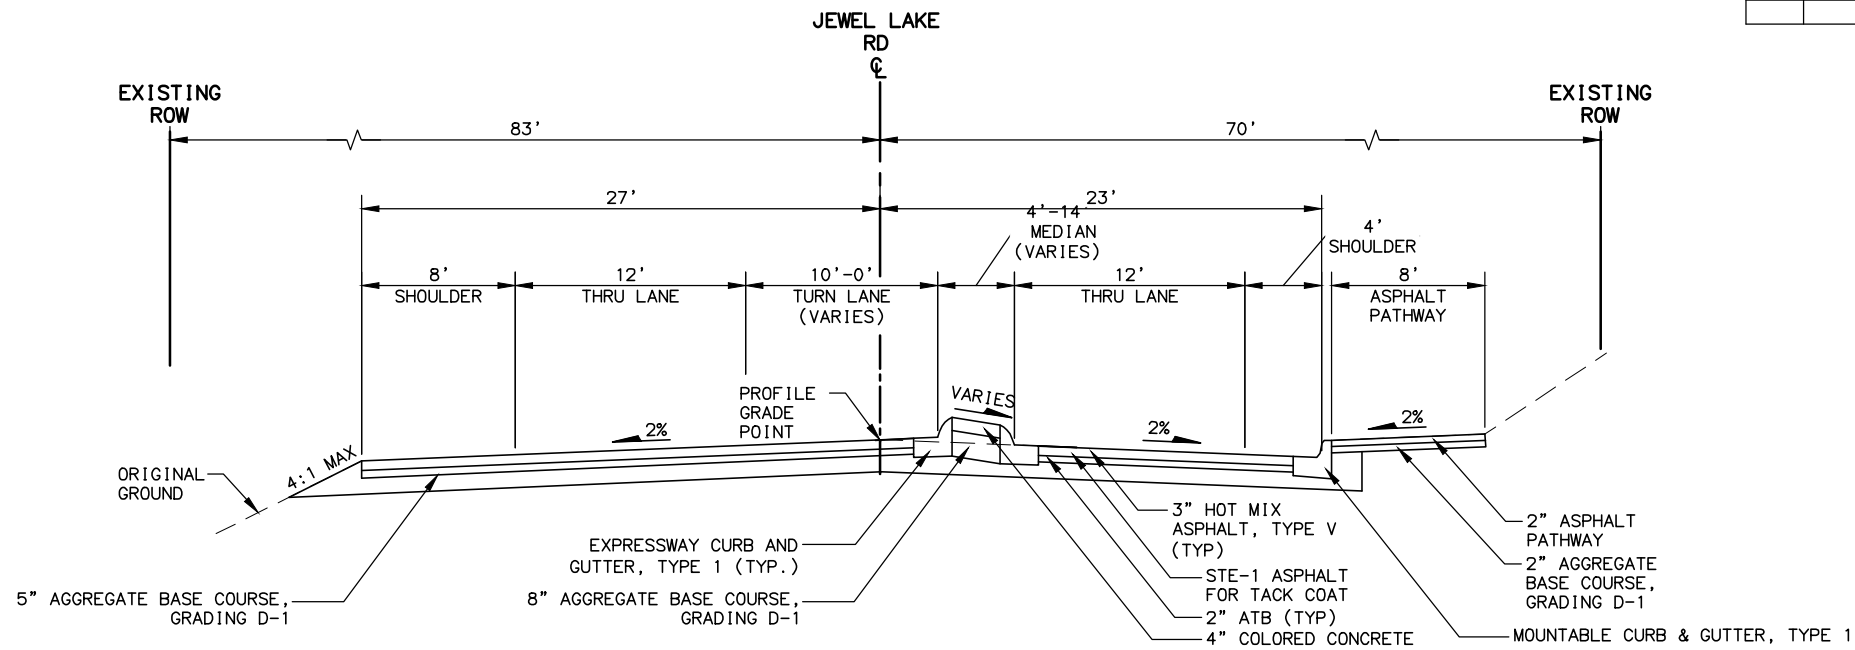 JEWEL LAKE
RD
℄
EXISTING
ROW
EXISTING
ROW
83'
70'
27'
23'
4'-14'
MEDIAN
(VARIES)
4'
SHOULDER
8'
SHOULDER
12'
THRU LANE
10'-0'
TURN LANE
(VARIES)
12'
THRU LANE
8'
ASPHALT
PATHWAY
PROFILE
GRADE
POINT
VARIES
2%
2%
2%
4:1 MAX
ORIGINAL
GROUND
3" HOT MIX
ASPHALT, TYPE V
(TYP)
2" ASPHALT
PATHWAY
EXPRESSWAY CURB AND
GUTTER, TYPE 1 (TYP.)
2" AGGREGATE
BASE COURSE,
GRADING D-1
STE-1 ASPHALT
FOR TACK COAT
5" AGGREGATE BASE COURSE,
GRADING D-1
8" AGGREGATE BASE COURSE,
GRADING D-1
2" ATB (TYP)
4" COLORED CONCRETE
MOUNTABLE CURB & GUTTER, TYPE 1